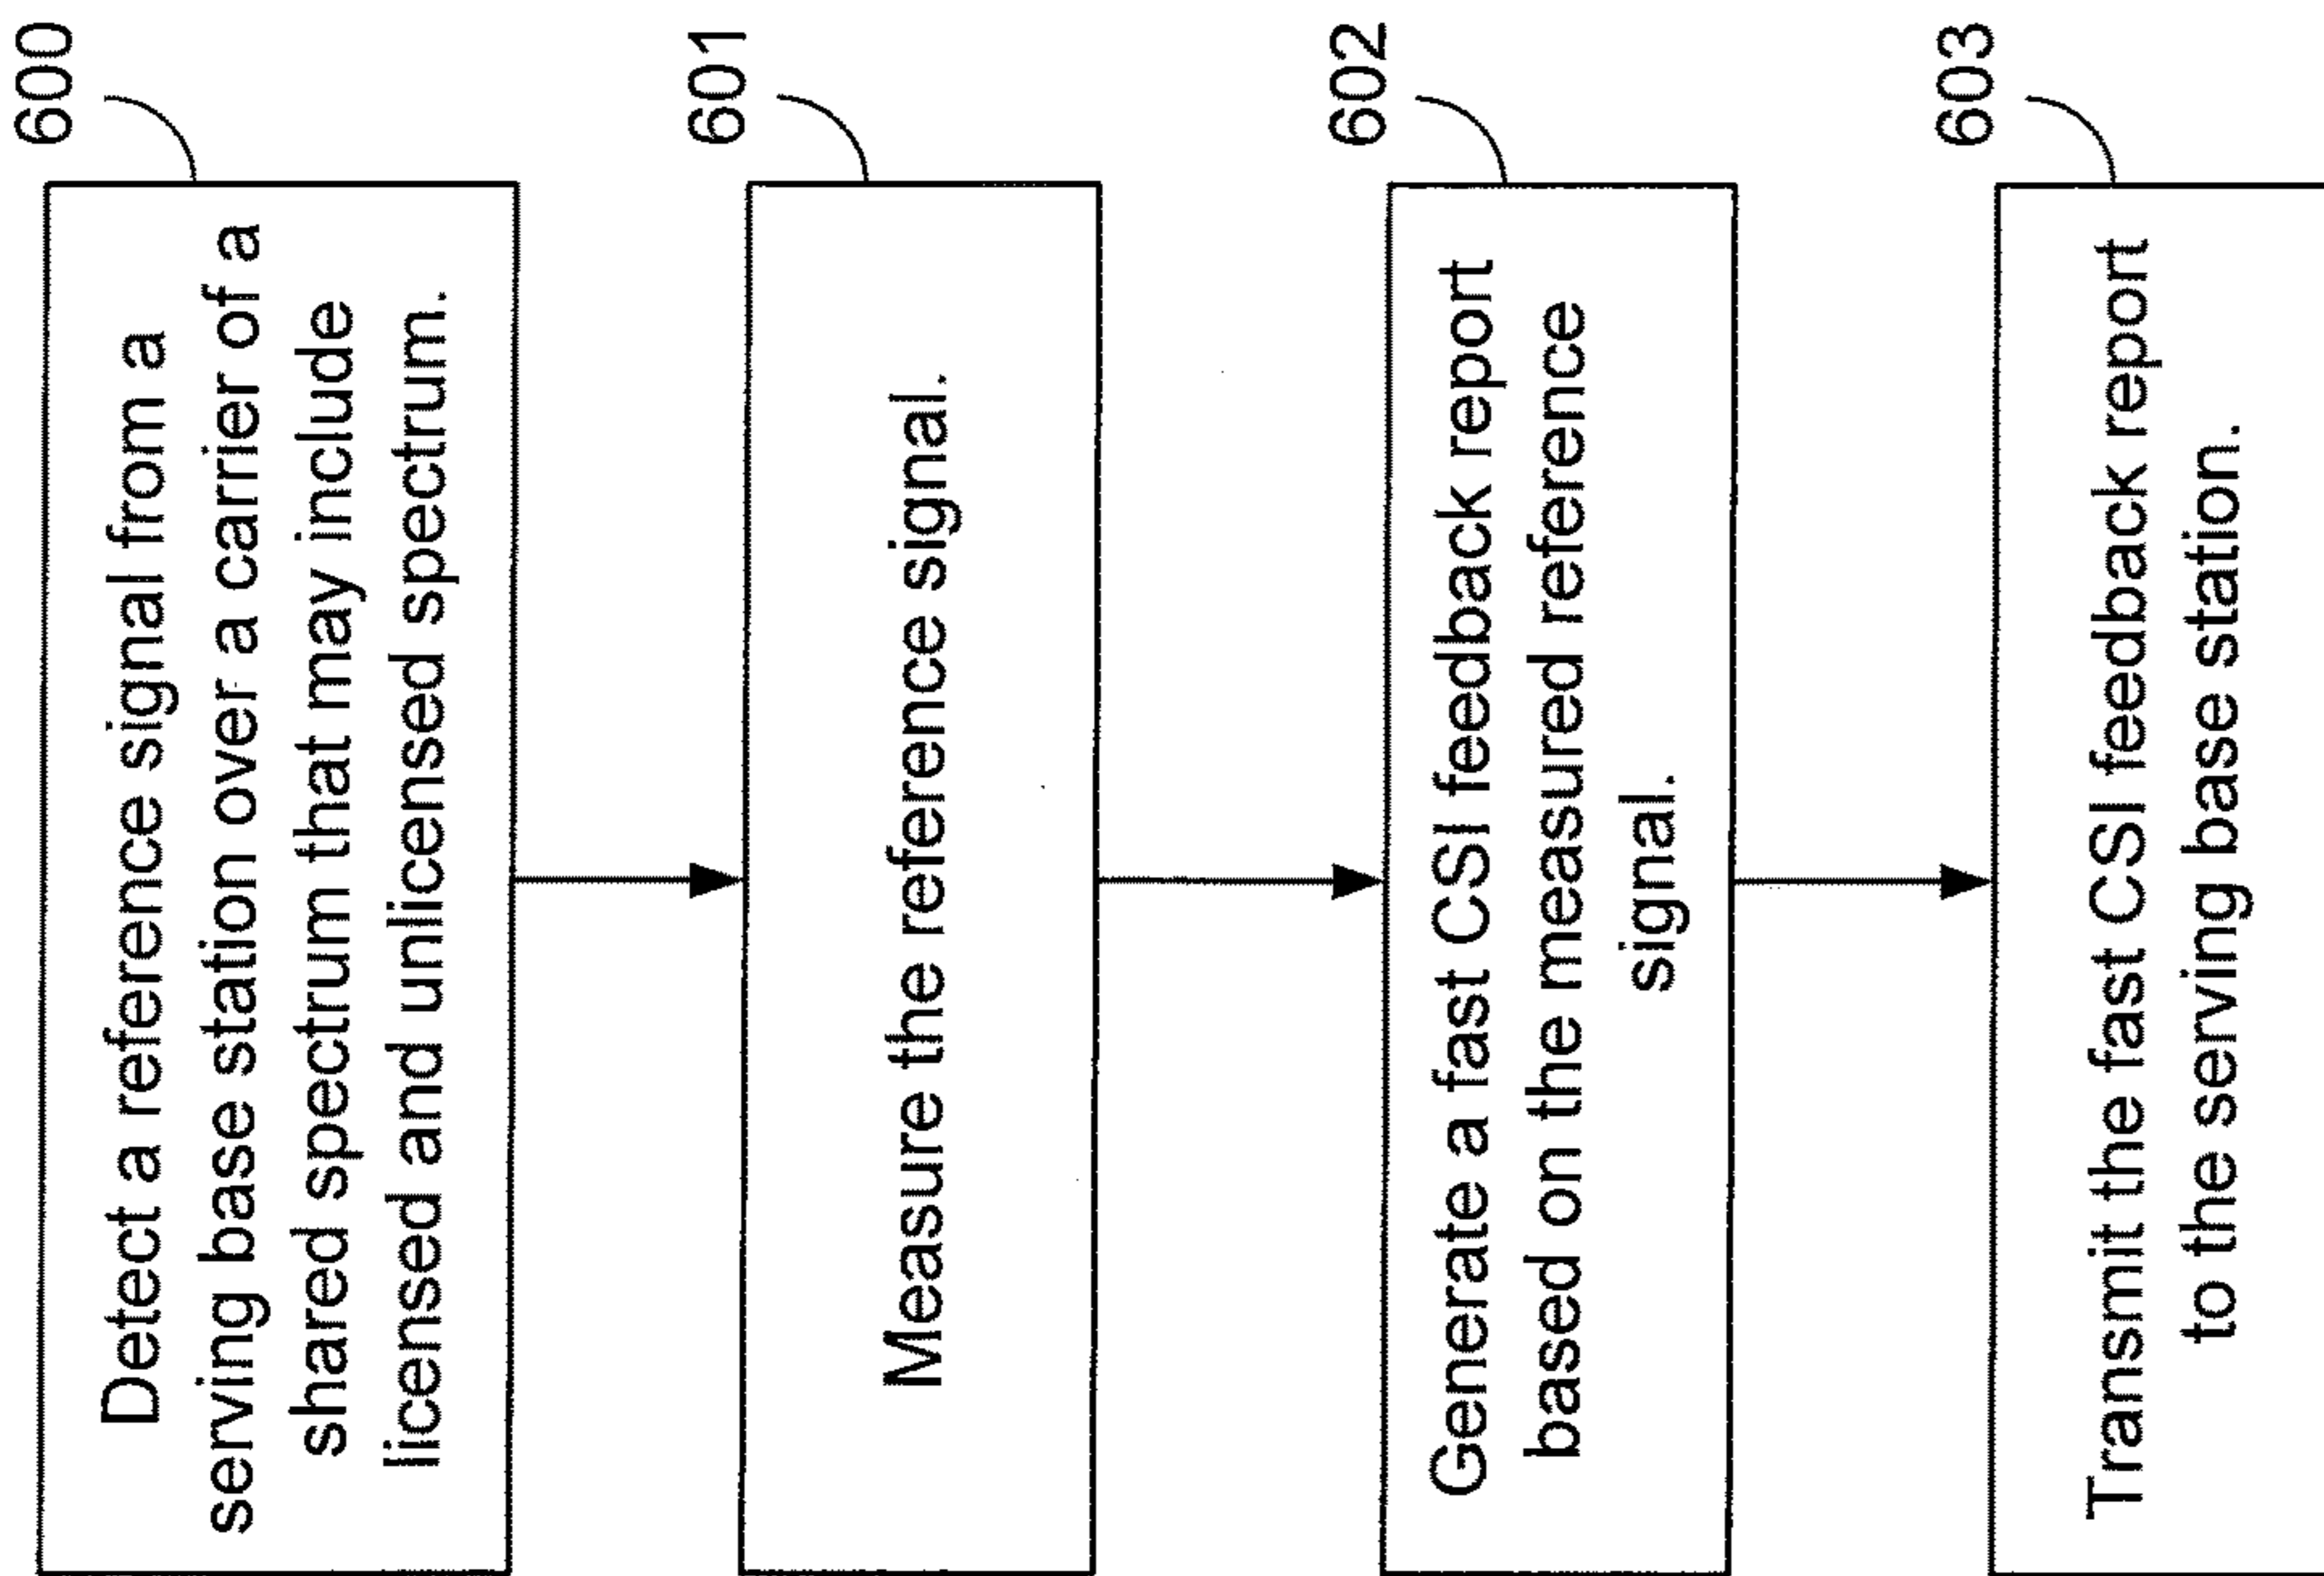 600
Detect a reference signal from a
serving base station over a carrier of a
shared spectrum that may include
licensed and unlicensed spectrum.
601
Measure the reference signal.
602
Generate a fast CSI feedback report
based on the measured reference
signal.
603
Transmit the fast CSI feedback report
to the serving base station.